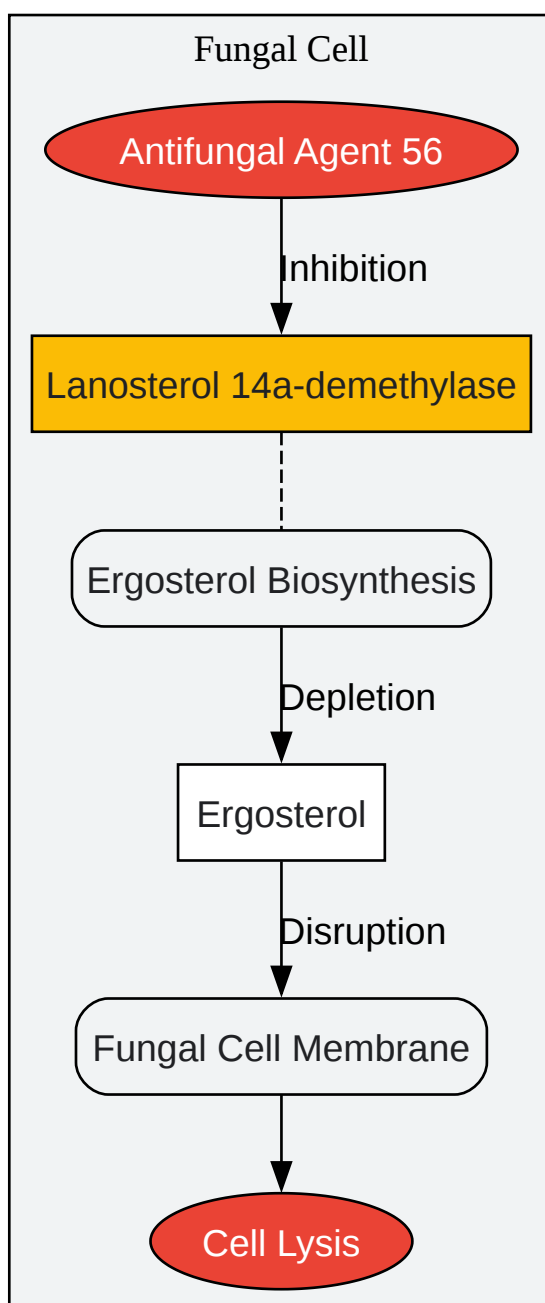 Fungal Cell
Antifungal Agent 56
Inhibition
Lanosterol 14a-demethylase
Ergosterol Biosynthesis
Depletion
Ergosterol
Disruption
Fungal Cell Membrane
Cell Lysis